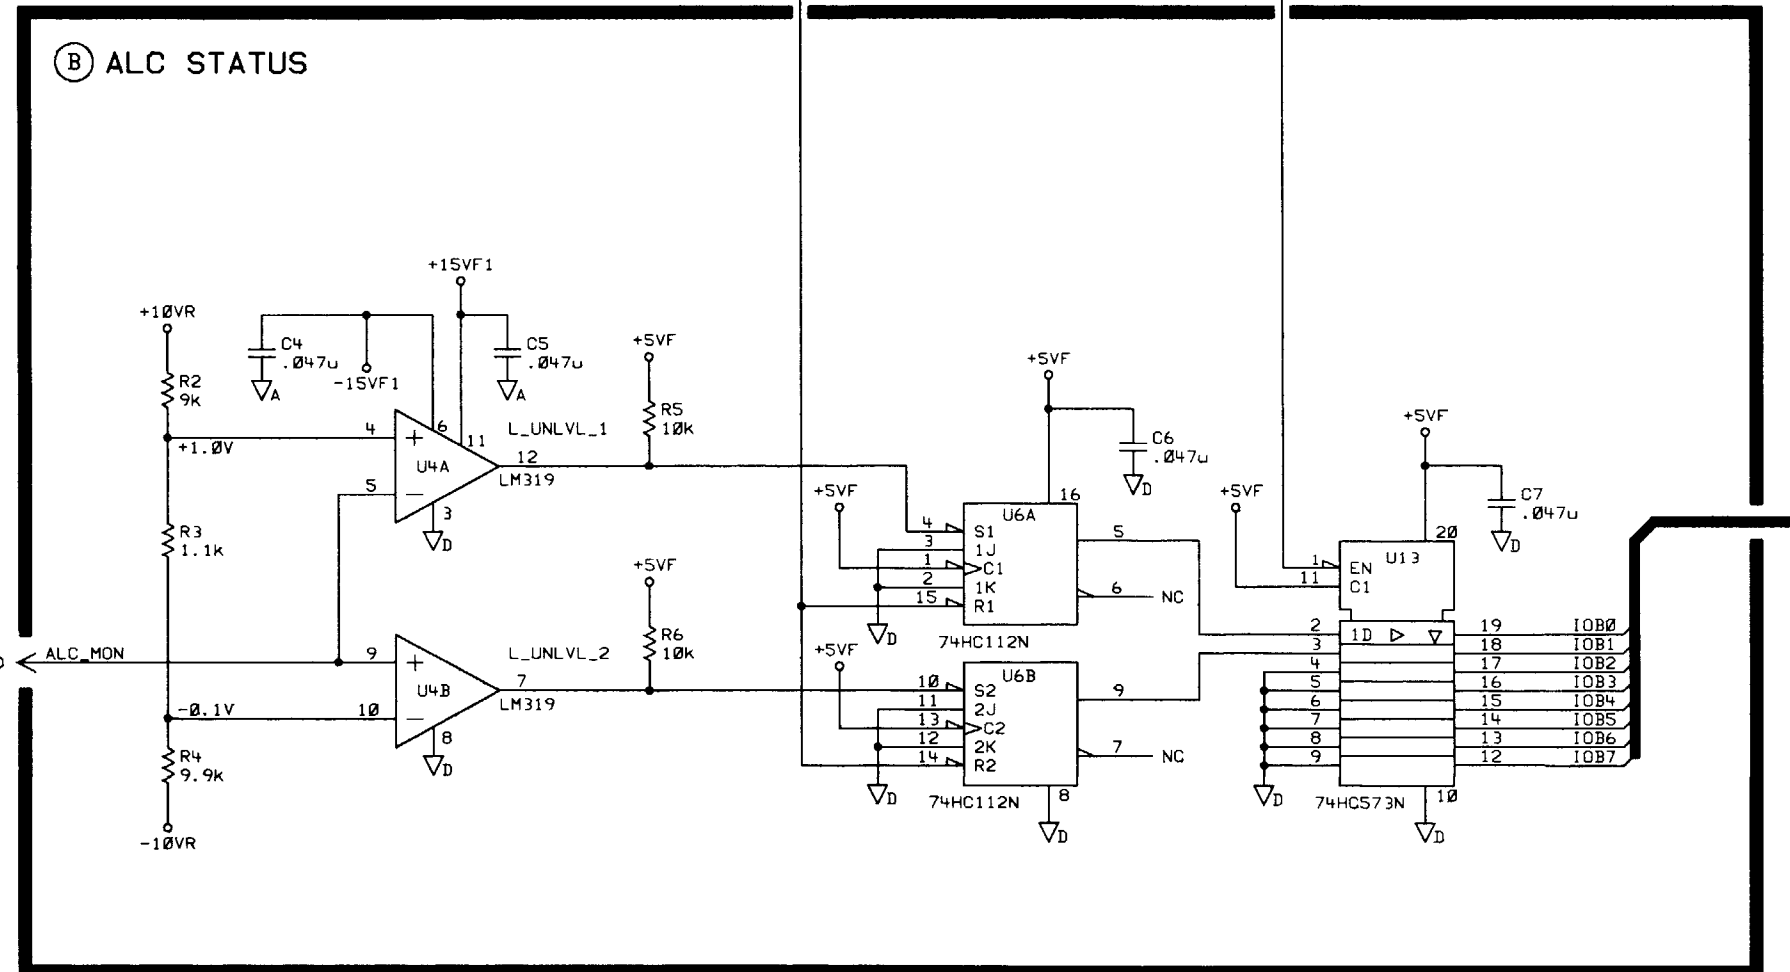 B ALC STATUS
+15VF1
+10VR
C4
.047u
-15VF1
C5
.047u
+5VF
R2
9k
A
A
R5
10k
+5VF
6
11
L_UNLVL_1
4
+
+1.0V
U4A
12
LM319
5
-
3
D
+5VF
C6
.047u
D
16
+5VF
C7
.047u
D
20
+5VF
+5VF
U6A
4 S1
3 1J
1 C1
2 1K
15 R1
5
6 NC
D
74HC112N
U13
1 EN
11 C1
R3
1.1k
+5VF
R6
10k
ALC_MON
9
+
U4B
L_UNLVL_2
7
LM319
-0.1V
10
-
8
D
R4
9.9k
-10VR
+5VF
U6B
10 S2
11 2J
13 C2
12 2K
14 R2
9
7 NC
D
74HC112N
8
D
2 1D 19 IOB0
3 18 IOB1
4 17 IOB2
5 16 IOB3
6 15 IOB4
7 14 IOB5
8 13 IOB6
9 12 IOB7
D
74HC573N
10
D